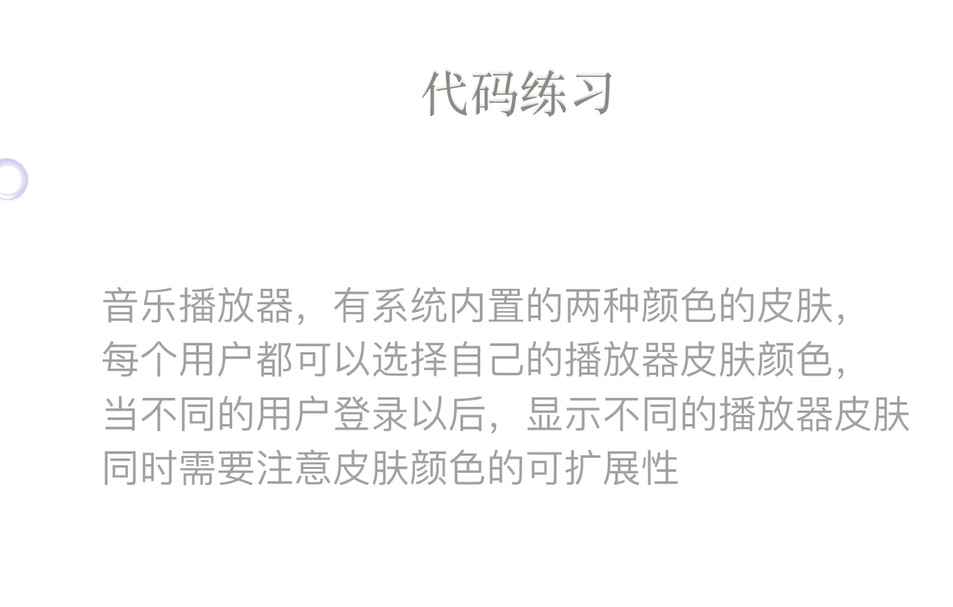 代码练习
音乐播放器，有系统内置的两种颜色的皮肤，
每个用户都可以选择自己的播放器皮肤颜色，
当不同的用户登录以后，显示不同的播放器皮肤
同时需要注意皮肤颜色的可扩展性